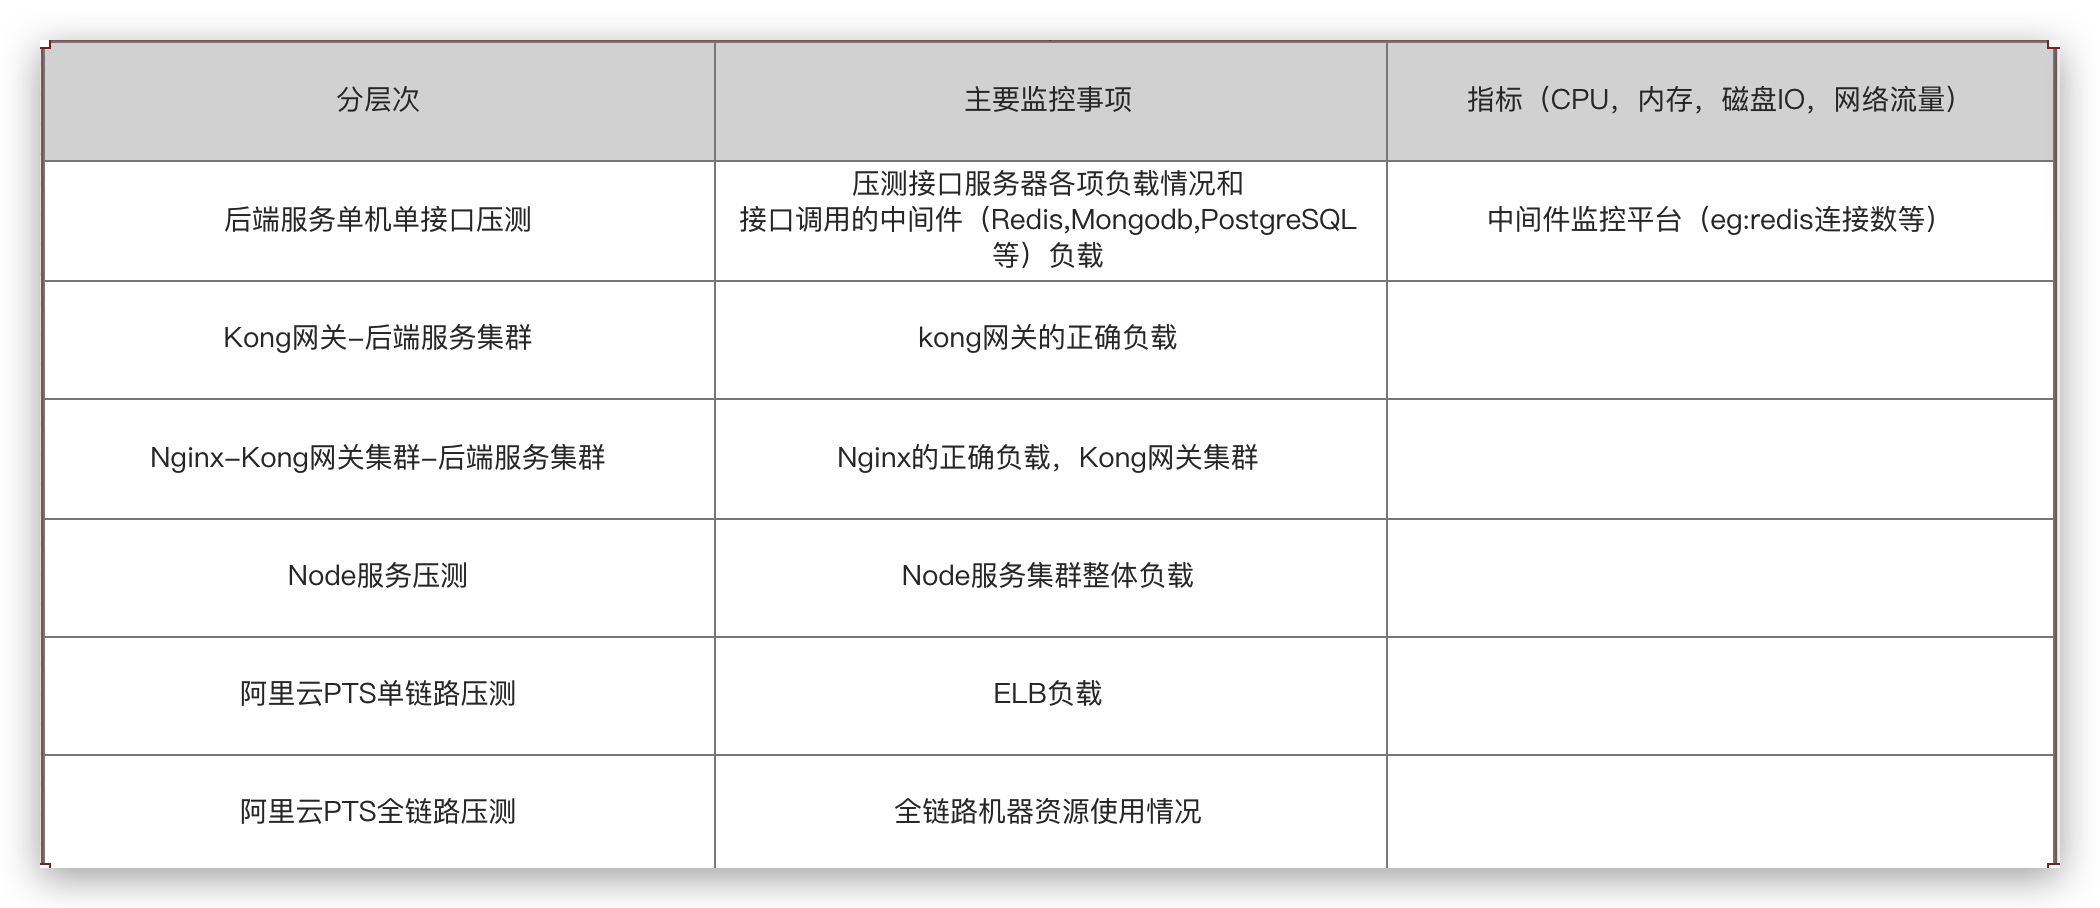 分层次
主要监控事项
指标（CPU，内存，磁盘IO，网络流量）
后端服务单机单接口压测
压测接口服务器各项负载情况和
接口调用的中间件（Redis,Mongodb,PostgreSQL
等）负载
中间件监控平台（eg:redis连接数等）
Kong网关-后端服务集群
kong网关的正确负载
Nginx-Kong网关集群-后端服务集群
Nginx的正确负载，Kong网关集群
Node服务压测
Node服务集群整体负载
阿里云PTS单链路压测
ELB负载
阿里云PTS全链路压测
全链路机器资源使用情况